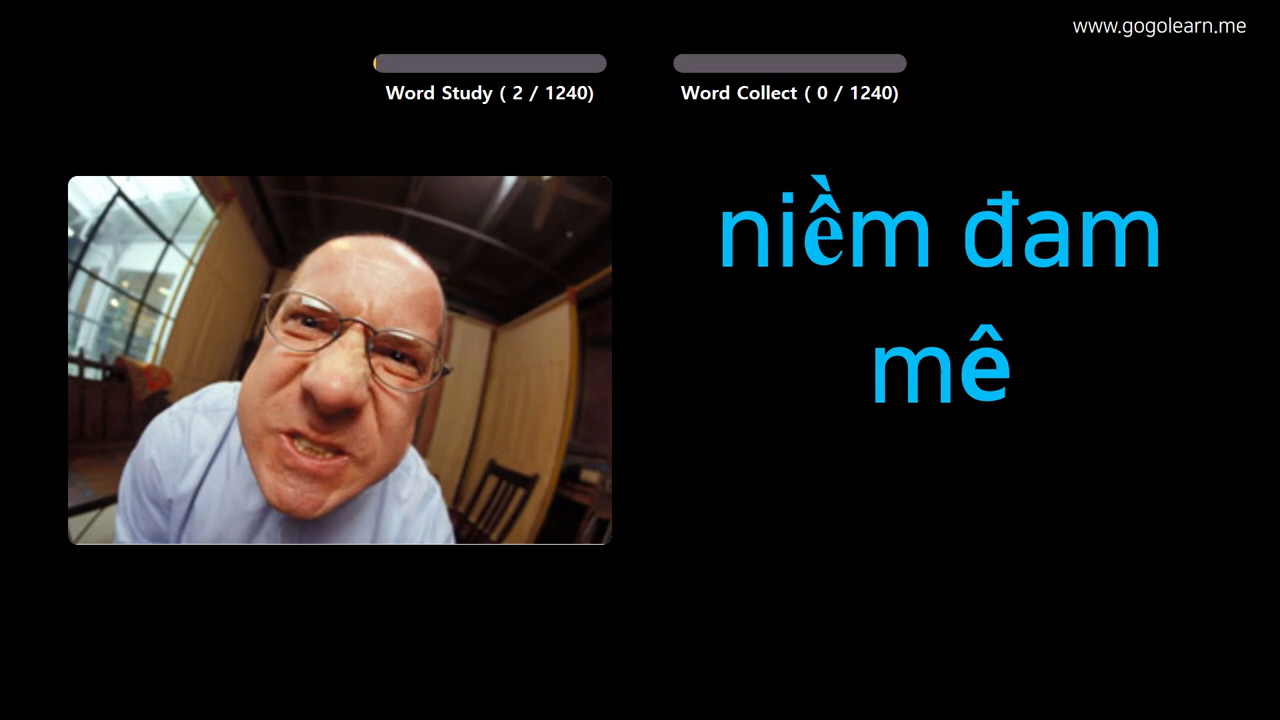 www.gogolearn.me
Word Study ( 2 / 1240)
Word Collect ( 0 / 1240)
niềm đam
mê